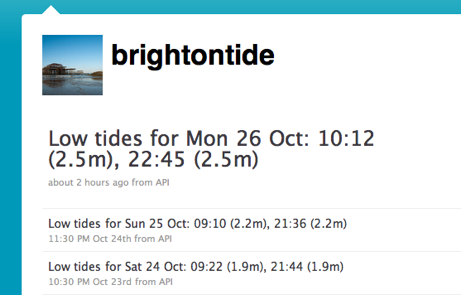 brightontide
Low tides for Mon 26 Oct: 10:12
(2.5m), 22:45 (2.5m)
about 2 hours ago from API
Low tides for Sun 25 Oct: 09:10 (2.2m), 21:36 (2.2m)
11:30 PM Oct 24th from API
Low tides for Sat 24 Oct: 09:22 (1.9m), 21:44 (1.9m)
10:30 PM Oct 23rd from API